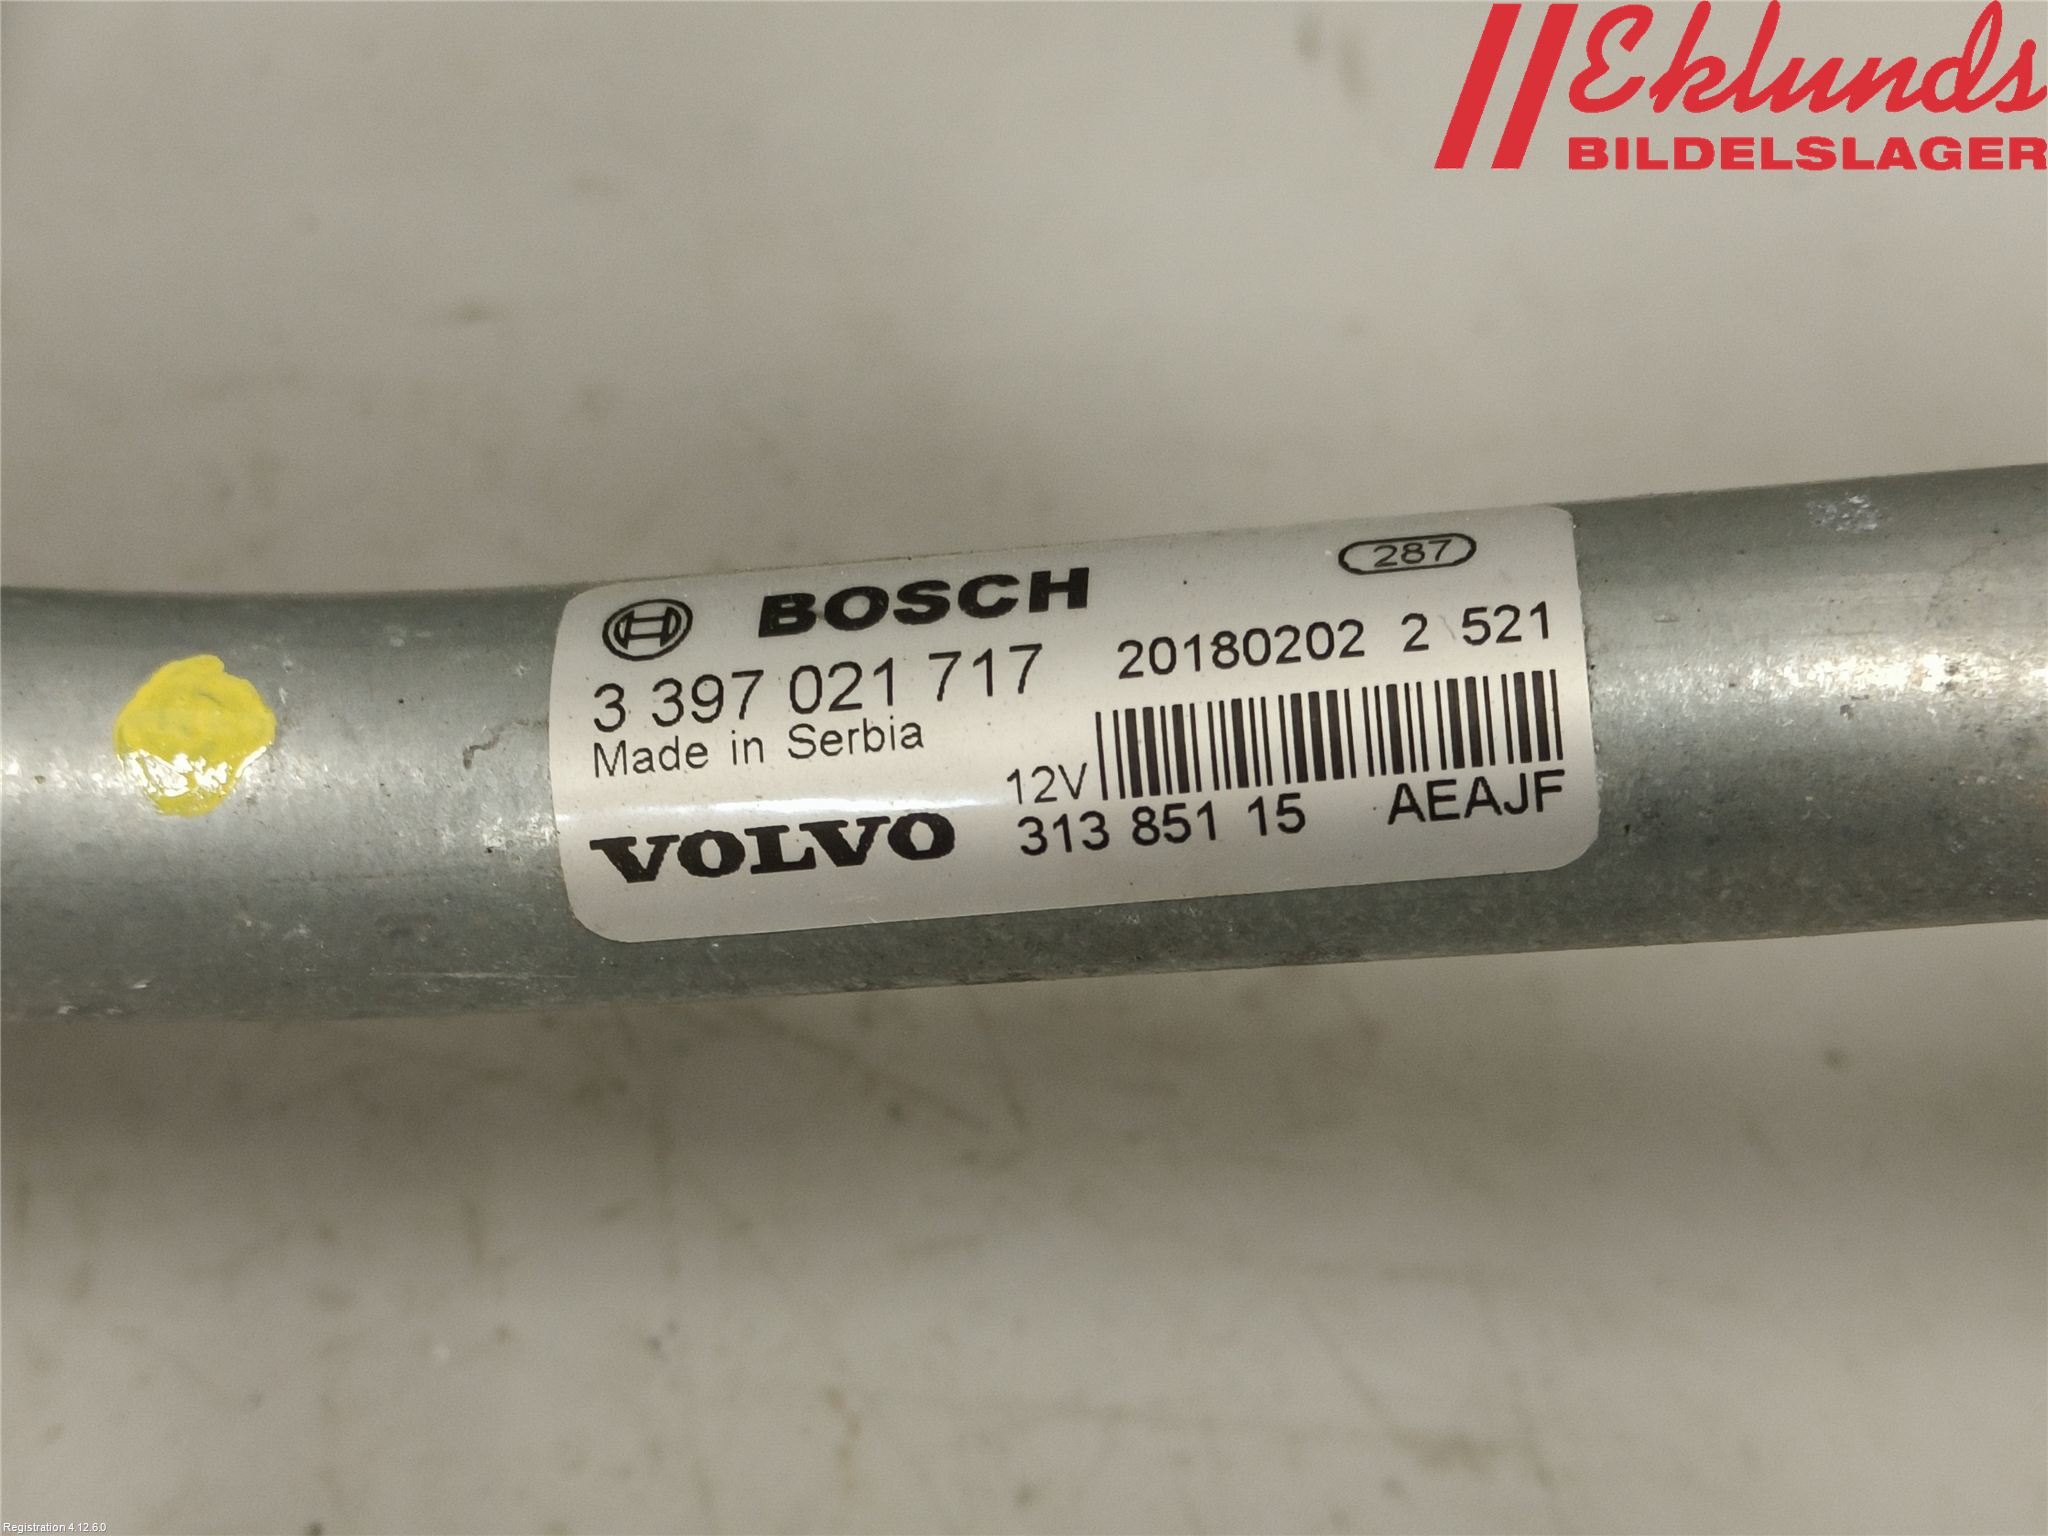 Eklunds
BILDELSLAGER
287
BOSCH
3 397 021 717
20180202 2 521
Made in Serbia
12V
VOLVO
313 851 15 AEAJF
Registration 4.12.6.0